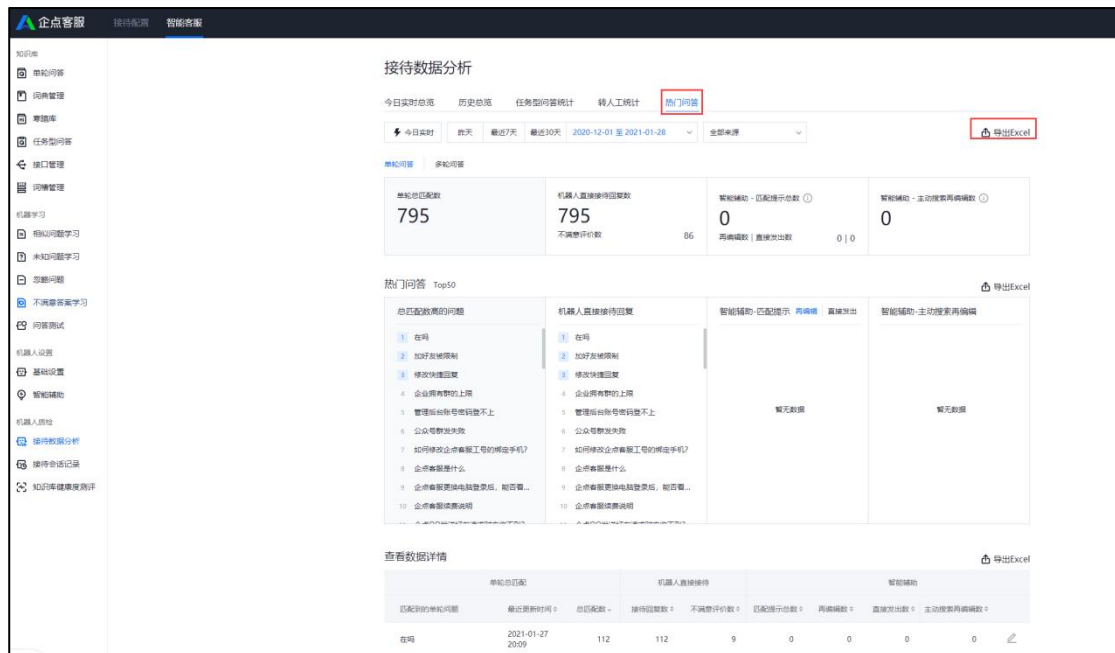 企点客服 接待配置 智能客服
知识库
单轮问答
词典管理
寒暄库
任务型问答
接口管理
词槽管理
机器学习
相似问题学习
未知问题学习
忽略问题
不满意答案学习
问答测试
机器人设置
基础设置
智能辅助
机器人质检
接待数据分析
接待会话记录
知识库健康度测评
接待数据分析
今日实时总览 历史总览 任务型问答统计 转人工统计 热门问答
今日实时 昨天 最近7天 最近30天 2020-12-01 至 2021-01-28 全部来源 导出Excel
单轮问答 多轮问答
单轮总匹配数
795
机器人直接接待回复数
795
不满意评价数 86
智能辅助 - 匹配提示总数
0
再编辑数 | 直接发出数 0 | 0
智能辅助 - 主动搜索再编辑数
0
热门问答 Top50 导出Excel
总匹配数高的问题
1 在吗
2 加好友被限制
3 修改快捷回复
4 企业拥有群的上限
5 管理后台账号密码登不上
6 公众号群发失败
7 如何修改企点客服工号的绑定手机?
8 企点客服是什么
9 企点客服更换电脑登录后，能否看...
10 企点客服续费说明
机器人直接接待回复
1 在吗
2 加好友被限制
3 修改快捷回复
4 企业拥有群的上限
5 管理后台账号密码登不上
6 公众号群发失败
7 如何修改企点客服工号的绑定手机?
8 企点客服是什么
9 企点客服更换电脑登录后，能否看...
10 企点客服续费说明
智能辅助-匹配提示 再编辑 直接发出
暂无数据
智能辅助-主动搜索再编辑
暂无数据
查看数据详情 导出Excel
单轮总匹配 机器人直接接待 智能辅助
匹配到的单轮问题 最近更新时间 总匹配数 接待回复数 不满意评价数 匹配提示总数 再编辑数 直接发出数 主动搜索再编辑数
在吗 2021-01-27 20:09 112 112 9 0 0 0 0